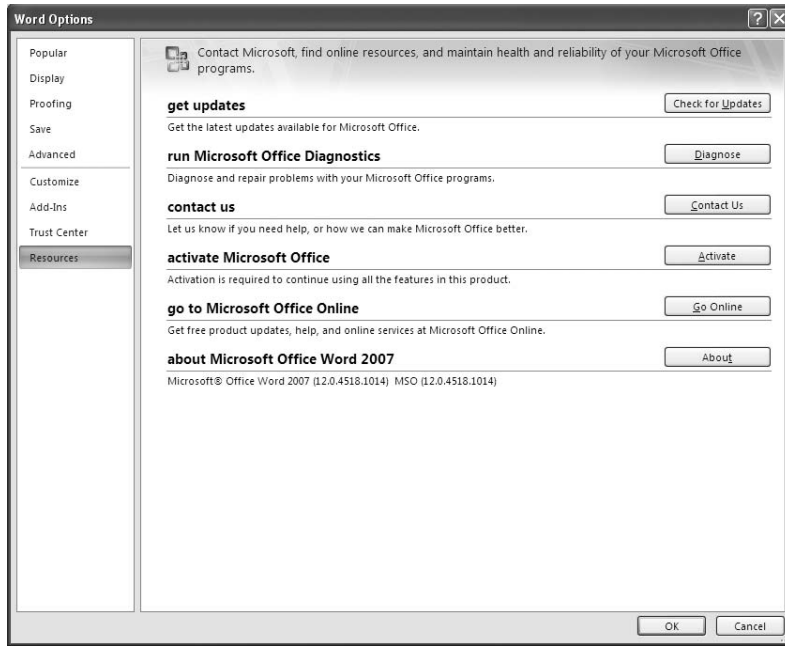 Word Options
Popular
Display
Proofing
Save
Advanced
Customize
Add-Ins
Trust Center
Resources
Contact Microsoft, find online resources, and maintain health and reliability of your Microsoft Office
programs.
get updates
Check for Updates
Get the latest updates available for Microsoft Office.
run Microsoft Office Diagnostics
Diagnose
Diagnose and repair problems with your Microsoft Office programs.
contact us
Contact Us
Let us know if you need help, or how we can make Microsoft Office better.
activate Microsoft Office
Activate
Activation is required to continue using all the features in this product.
go to Microsoft Office Online
Go Online
Get free product updates, help, and online services at Microsoft Office Online.
about Microsoft Office Word 2007
About
Microsoft® Office Word 2007 (12.0.4518.1014)  MSO (12.0.4518.1014)
OK
Cancel